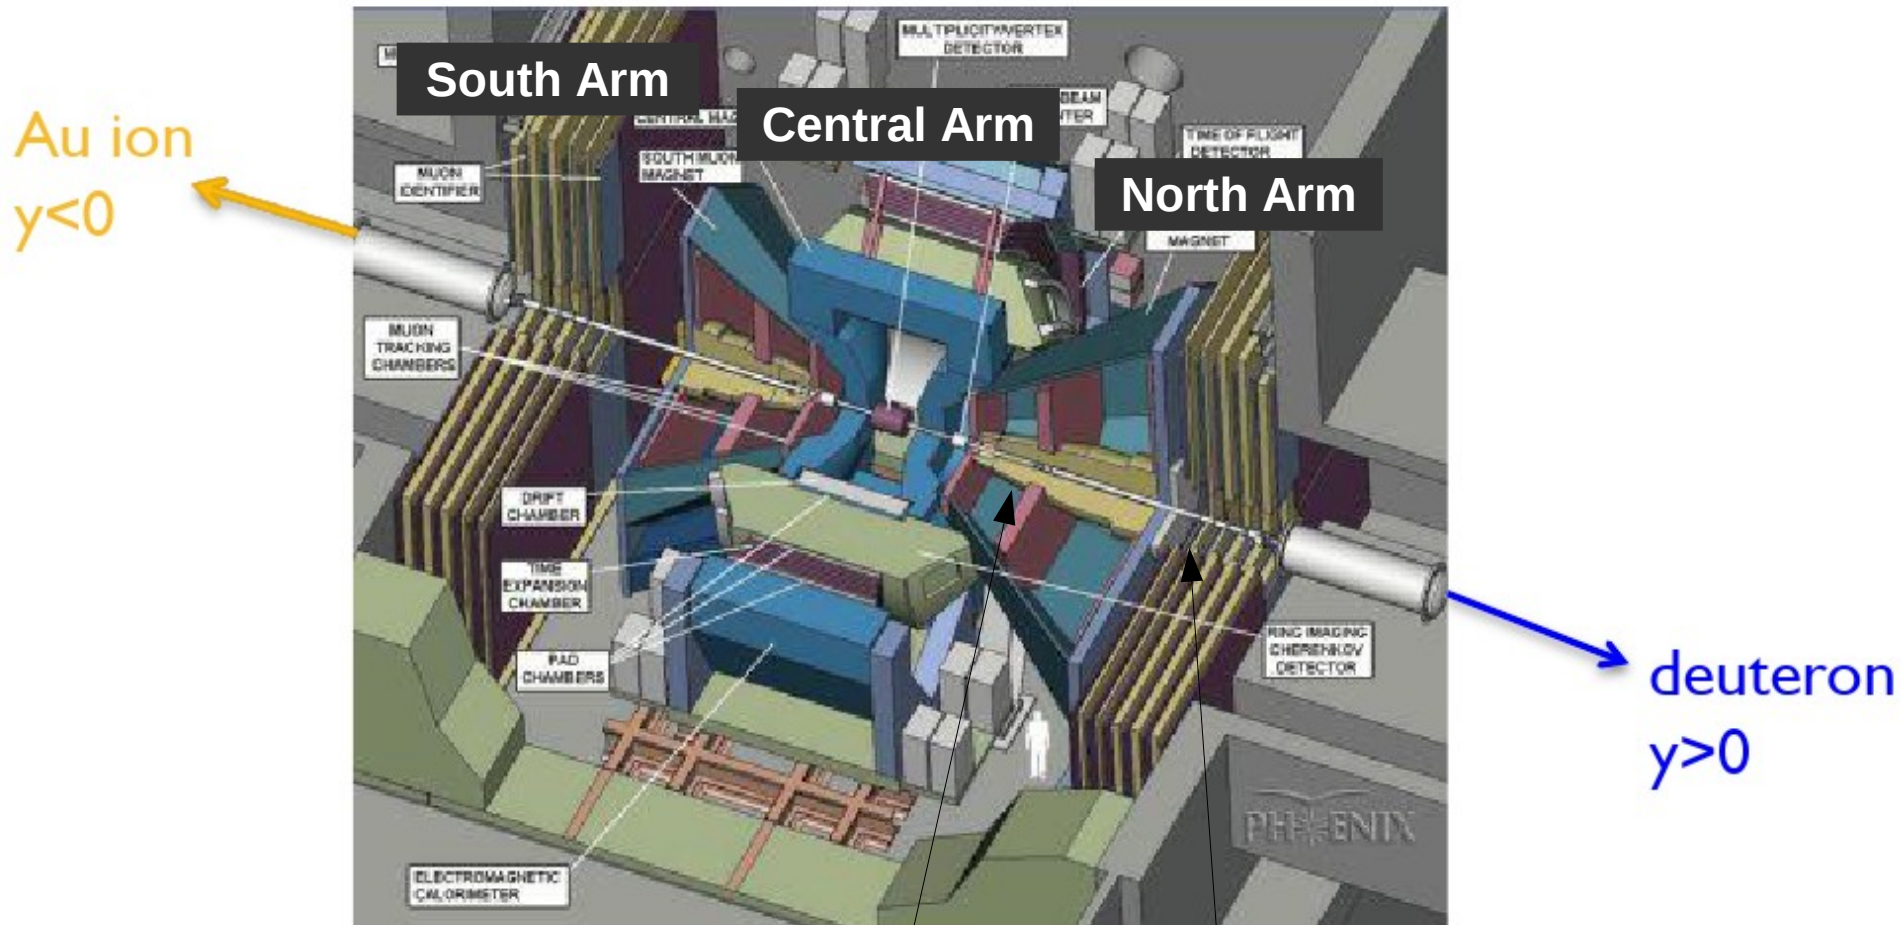 MULTIPLICITY/VERTEX
DETECTOR
South Arm
Central Arm
North Arm
Au ion
y<0
CENTRAL
BEAM
TIME OF FLIGHT
DETECTOR
SOUTH MUON
MAGNET
MUON
IDENTIFIER
MAGNET
MUON
TRACKING
CHAMBERS
DRIFT
CHAMBER
TIME
EXPANSION
CHAMBER
PAD
CHAMBERS
RING IMAGING
CHERENKOV
DETECTOR
deuteron
y>0
PHENIX
ELECTROMAGNETIC
CALORIMETER